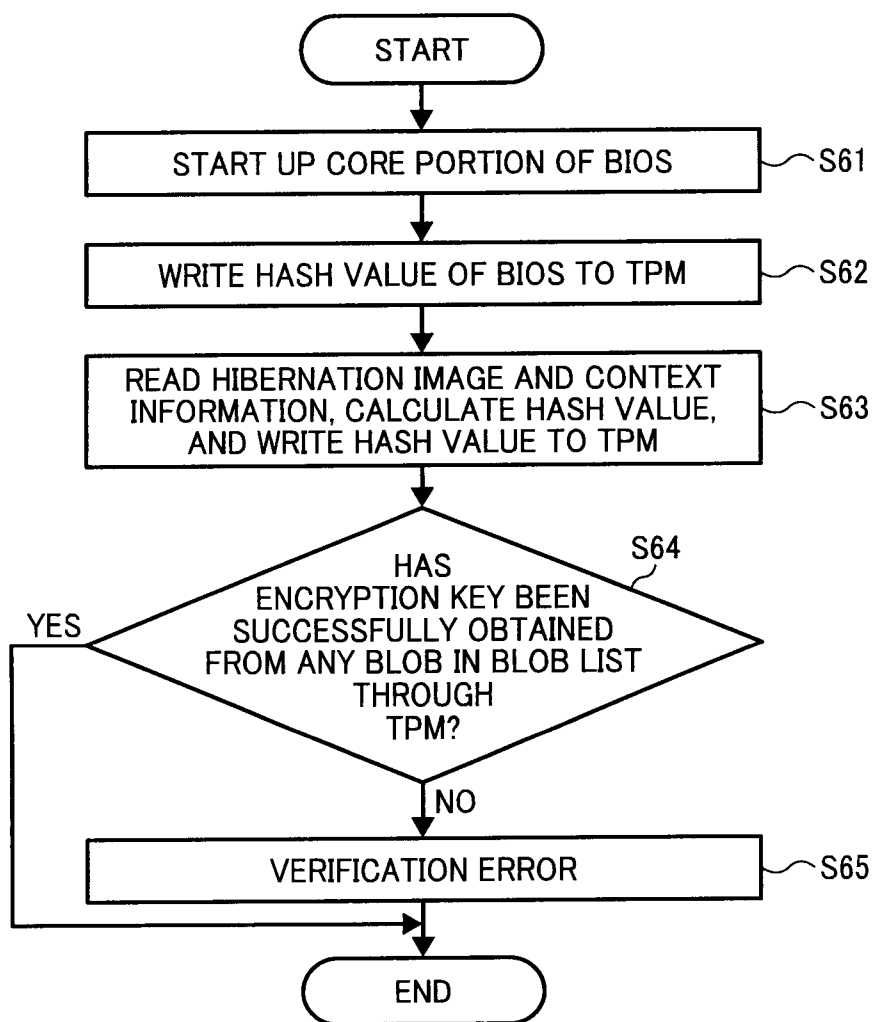 START
START UP CORE PORTION OF BIOS
S61
WRITE HASH VALUE OF BIOS TO TPM
S62
READ HIBERNATION IMAGE AND CONTEXT
INFORMATION, CALCULATE HASH VALUE,
AND WRITE HASH VALUE TO TPM
S63
S64
HAS
ENCRYPTION KEY BEEN
SUCCESSFULLY OBTAINED
FROM ANY BLOB IN BLOB LIST
THROUGH
TPM?
YES
NO
VERIFICATION ERROR
S65
END